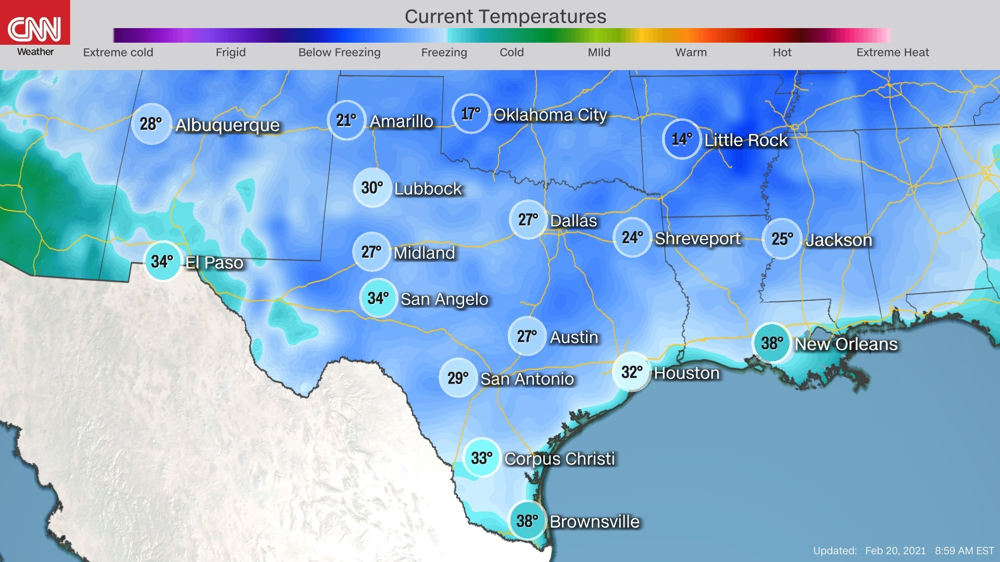 Current Temperatures
CNN
Weather
Extreme cold Frigid Below Freezing Freezing Cold MIld Warm Hot Extreme Heat
28° Albuquerque
21° Amarillo
17° Oklahoma City
14° Little Rock
30° Lubbock
27° Dallas
24° Shreveport
25° Jackson
27° Midland
34° El Paso
34° San Angelo
27° Austin
38° New Orleans
29° San Antonio
32° Houston
33° Corpus Christi
38° Brownsville
Updated: Feb 20, 2021 8:59 AM EST